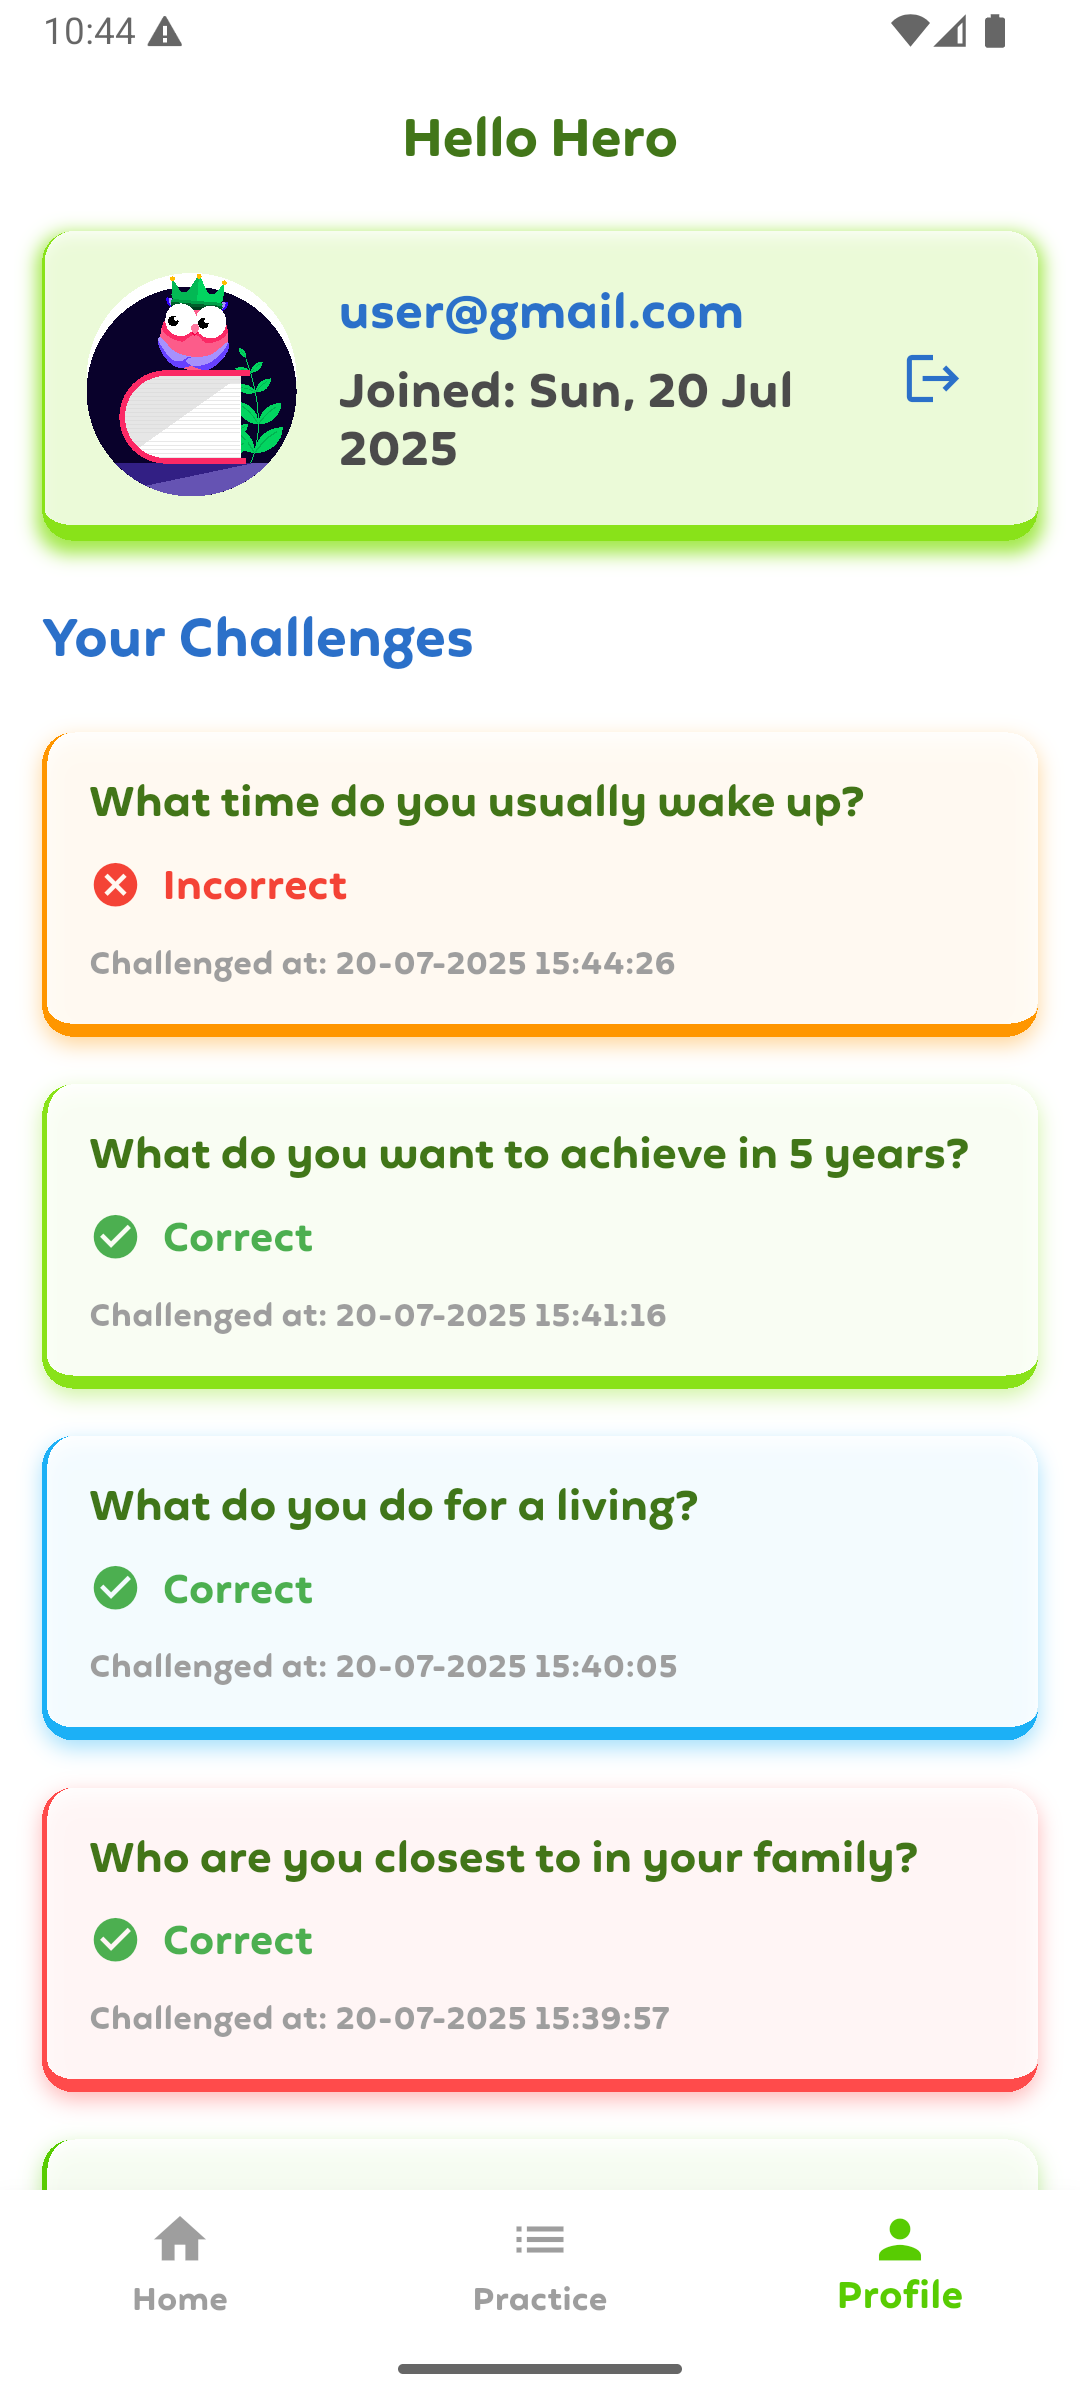 10:44
Hello Hero
user@gmail.com
Joined: Sun, 20 Jul
2025
Your Challenges
What time do you usually wake up?
Incorrect
Challenged at: 20-07-2025 15:44:26
What do you want to achieve in 5 years?
Correct
Challenged at: 20-07-2025 15:41:16
What do you do for a living?
Correct
Challenged at: 20-07-2025 15:40:05
Who are you closest to in your family?
Correct
Challenged at: 20-07-2025 15:39:57
Home
Practice
Profile